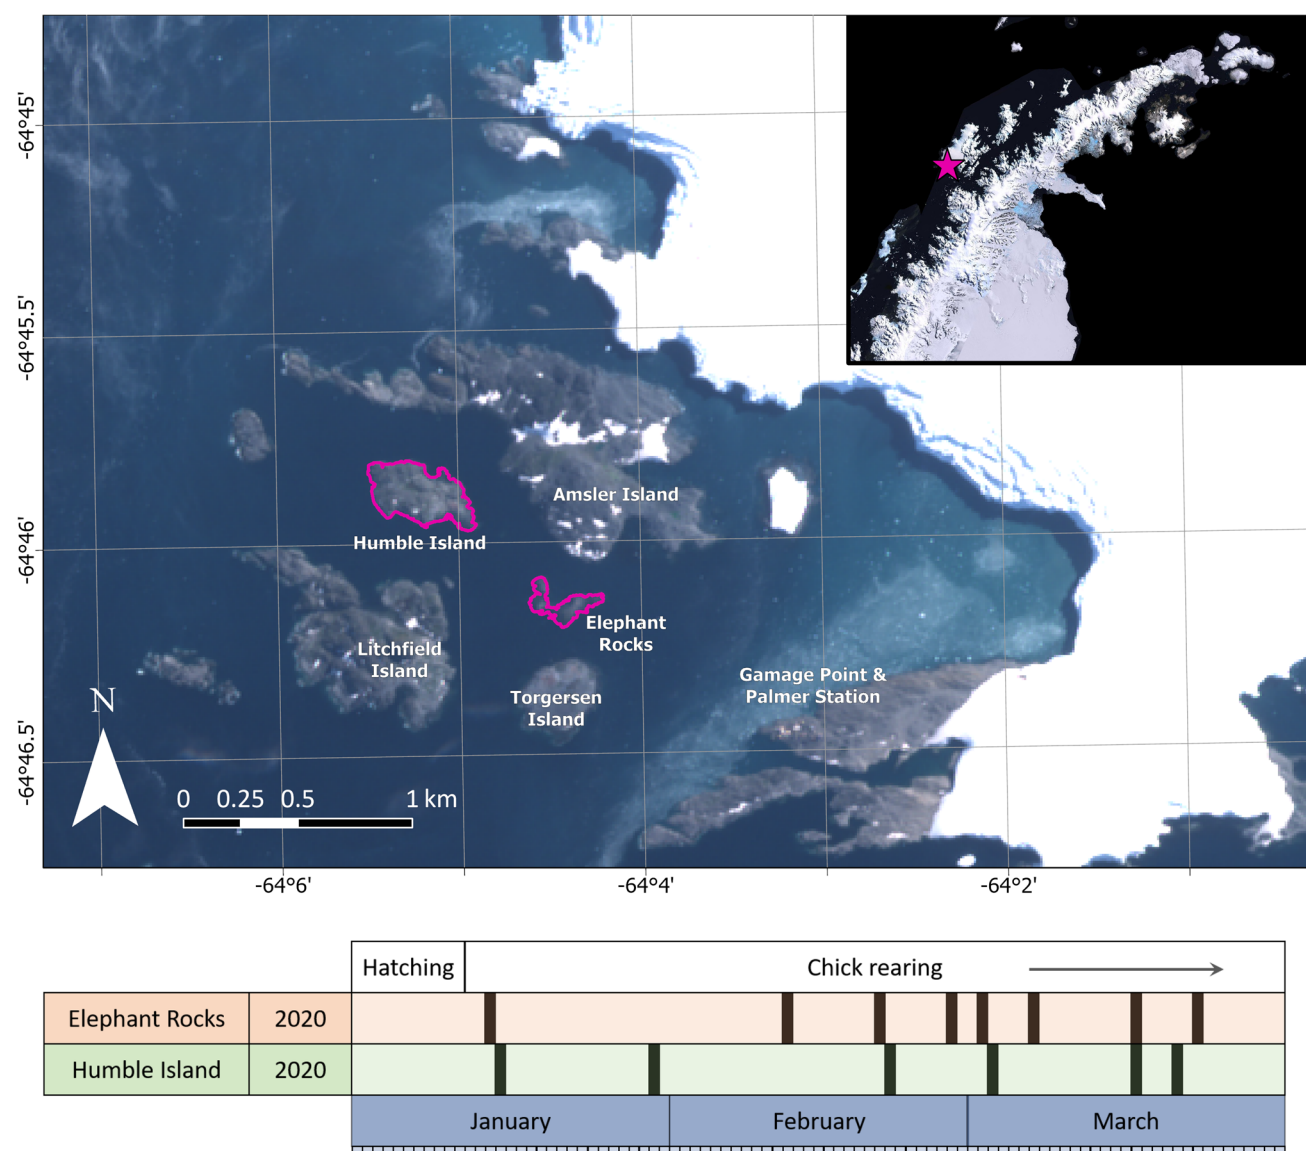 -64°45'
-64°45.5'
-64°46'
-64°46.5'
Amsler Island
Humble Island
Elephant
Rocks
Litchfield
Island
Torgersen
Island
Gamage Point &
Palmer Station
N
0 0.25 0.5 1 km
-64°6' -64°4' -64°2'
Hatching Chick rearing
Elephant Rocks 2020
Humble Island 2020
January February March